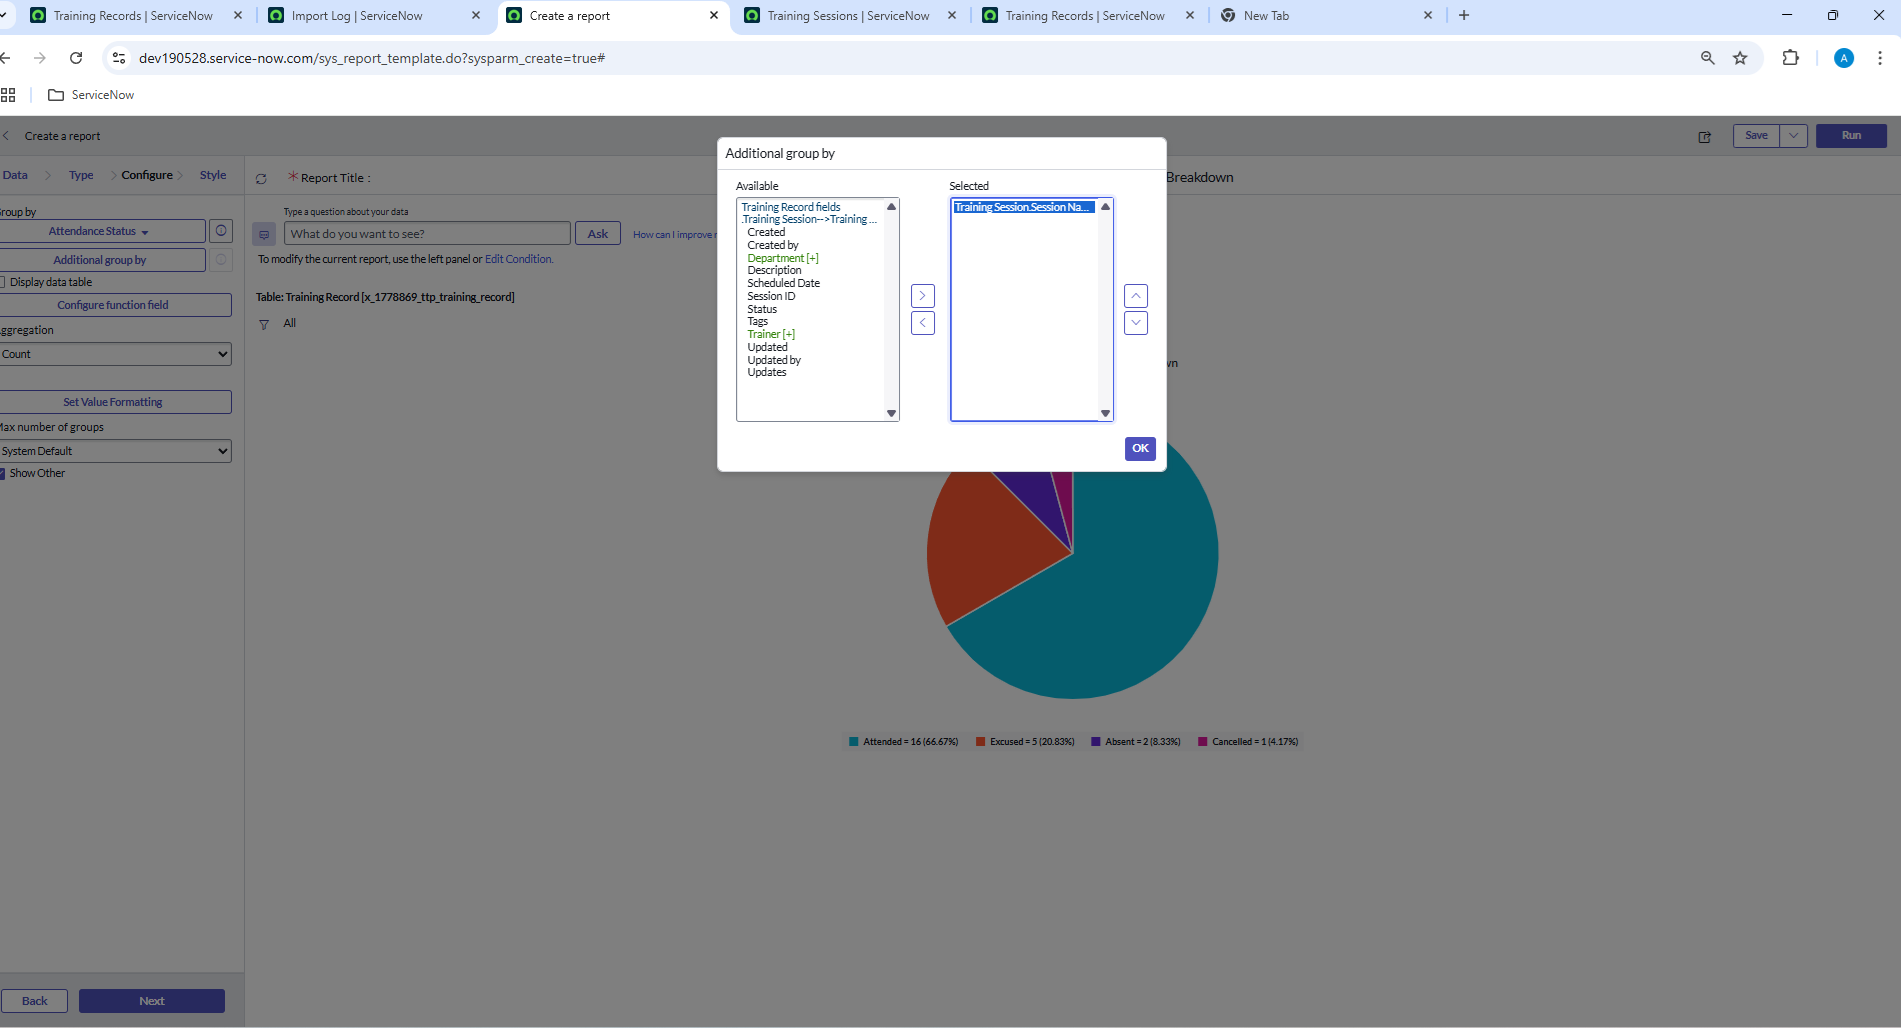 Training Records | ServiceNow
Import Log | ServiceNow
Create a report
Training Sessions | ServiceNow
Training Records | ServiceNow
New Tab
dev190528.service-now.com/sys_report_template.do?sysparm_create=true#
A
ServiceNow
Create a report
Save
Run
Data
Type
Configure
Style
Report Title :
Breakdown
roup by
Attendance Status
Additional group by
Display data table
Configure function field
ggregation
Count
Set Value Formatting
Max number of groups
System Default
Show Other
Back
Next
Type a question about your data
What do you want to see?
Ask
How can I improve r
To modify the current report, use the left panel or Edit Condition.
Table: Training Record [x_1778869_ttp_training_record]
All
Additional group by
Available
Training Record fields
.Training Session-->Training ...
Created
Created by
Department [+]
Description
Scheduled Date
Session ID
Status
Tags
Trainer [+]
Updated
Updated by
Updates
Selected
Training Session.Session Na...
OK
wn
Attended = 16 (66.67%)
Excused = 5 (20.83%)
Absent = 2 (8.33%)
Cancelled = 1 (4.17%)